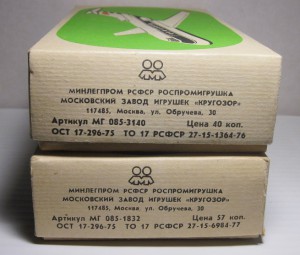 МИНЛЕГПРОМ РСФСР РОСПРОМИГРУШКА
МОСКОВСКИЙ ЗАВОД ИГРУШЕК «КРУГОЗОР»
117485, Москва, ул. Обручева, 30
Артикул МГ 085-3140 Цена 40 коп.
ОСТ 17-296-75 ТО 17 РСФСР 27-15-1364-76
МИНЛЕГПРОМ РСФСР РОСПРОМИГРУШКА
МОСКОВСКИЙ ЗАВОД ИГРУШЕК «КРУГОЗОР»
117485, Москва, ул. Обручева, 30
Артикул МГ 085-1832 Цена 57 коп.
ОСТ 17-296-75 ТО 17 РСФСР 27-15-6984-77